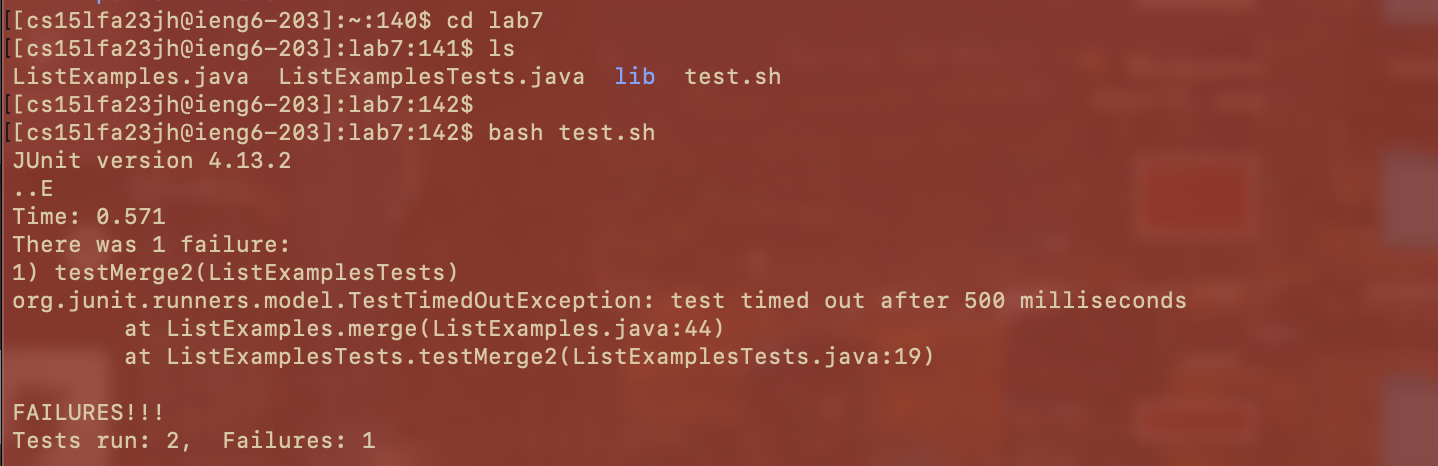 [[cs15lfa23jh@ieng6-203]:~:140$ cd lab7
[[cs15lfa23jh@ieng6-203]:lab7:141$ ls
ListExamples.java  ListExamplesTests.java  lib  test.sh
[[cs15lfa23jh@ieng6-203]:lab7:142$
[[cs15lfa23jh@ieng6-203]:lab7:142$ bash test.sh
JUnit version 4.13.2
..E
Time: 0.571
There was 1 failure:
1) testMerge2(ListExamplesTests)
org.junit.runners.model.TestTimedOutException: test timed out after 500 milliseconds
        at ListExamples.merge(ListExamples.java:44)
        at ListExamplesTests.testMerge2(ListExamplesTests.java:19)

FAILURES!!!
Tests run: 2,  Failures: 1